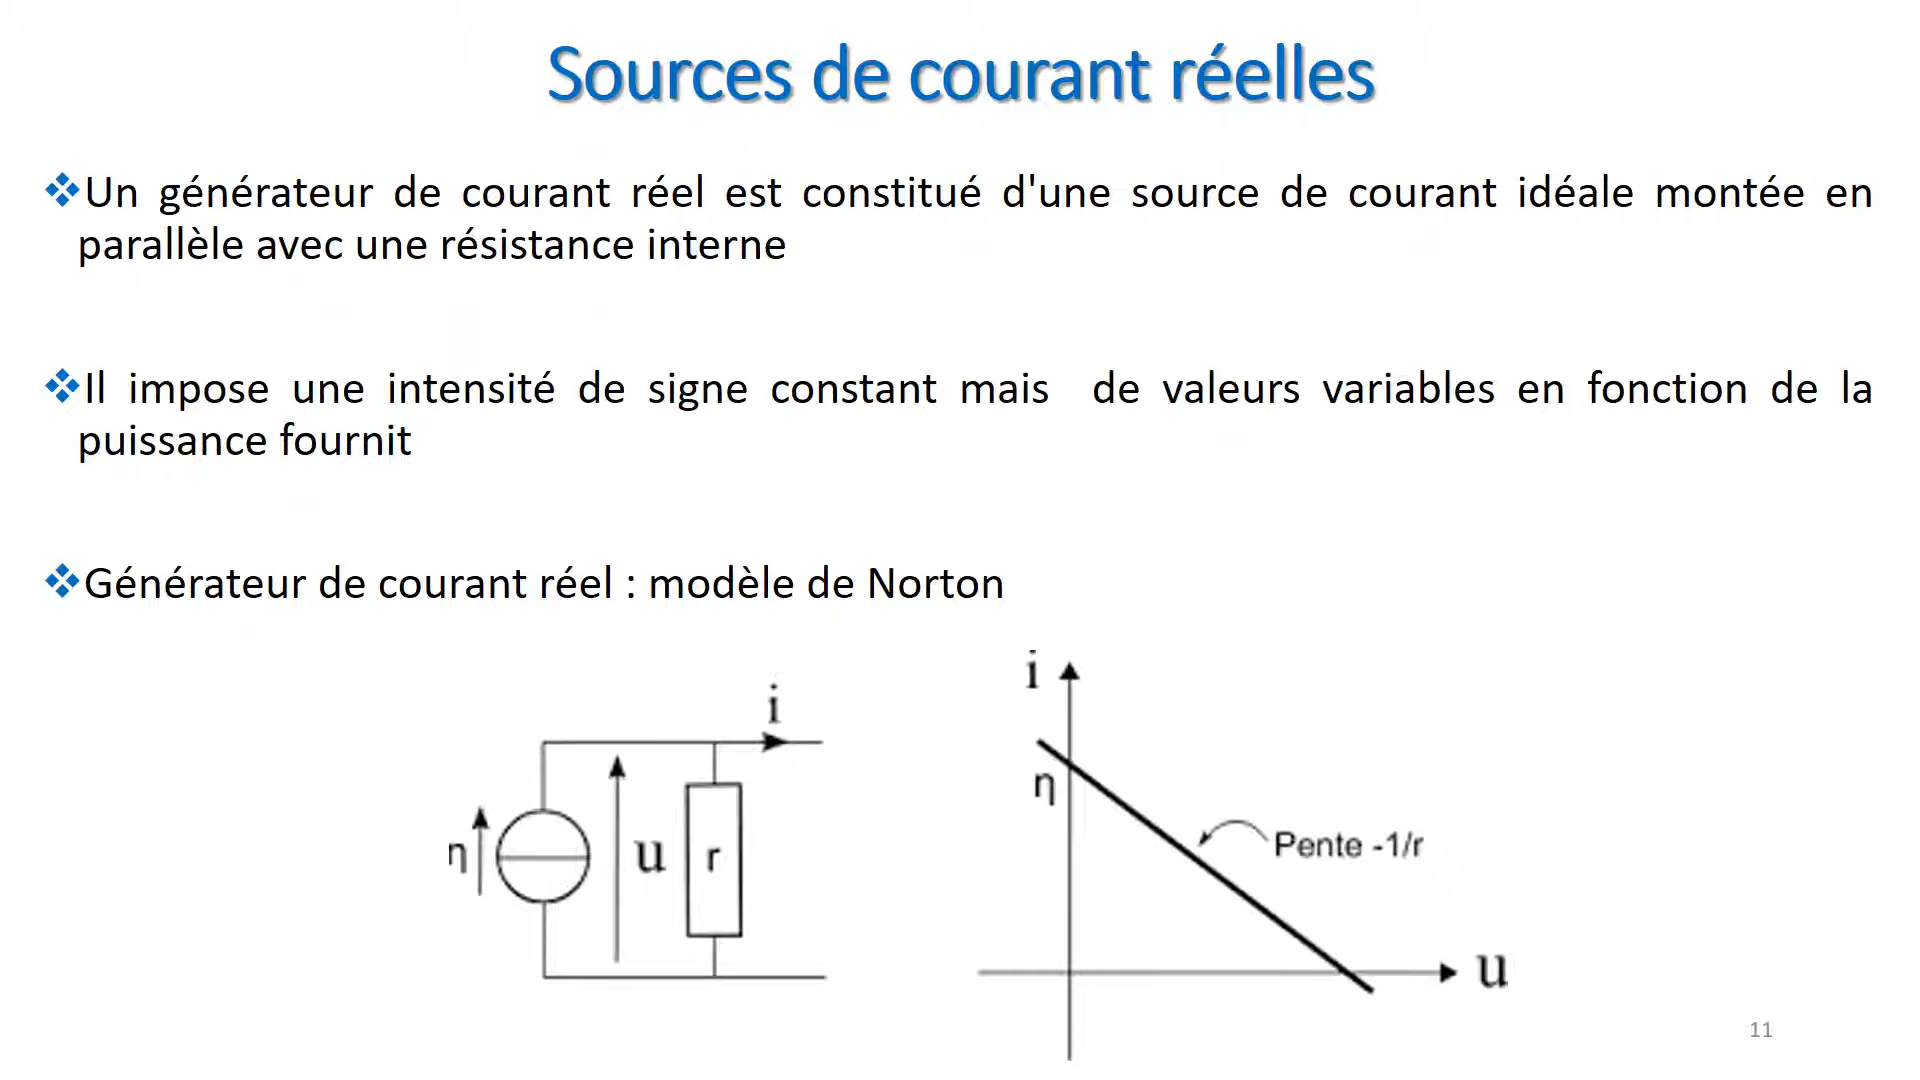 Sources de courant réelles
❖Un générateur de courant réel est constitué d'une source de courant idéale montée en
parallèle avec une résistance interne
❖Il impose une intensité de signe constant mais de valeurs variables en fonction de la
puissance fournit
❖Générateur de courant réel : modèle de Norton
i
η
u
r
i
η
Pente -1/r
u
11